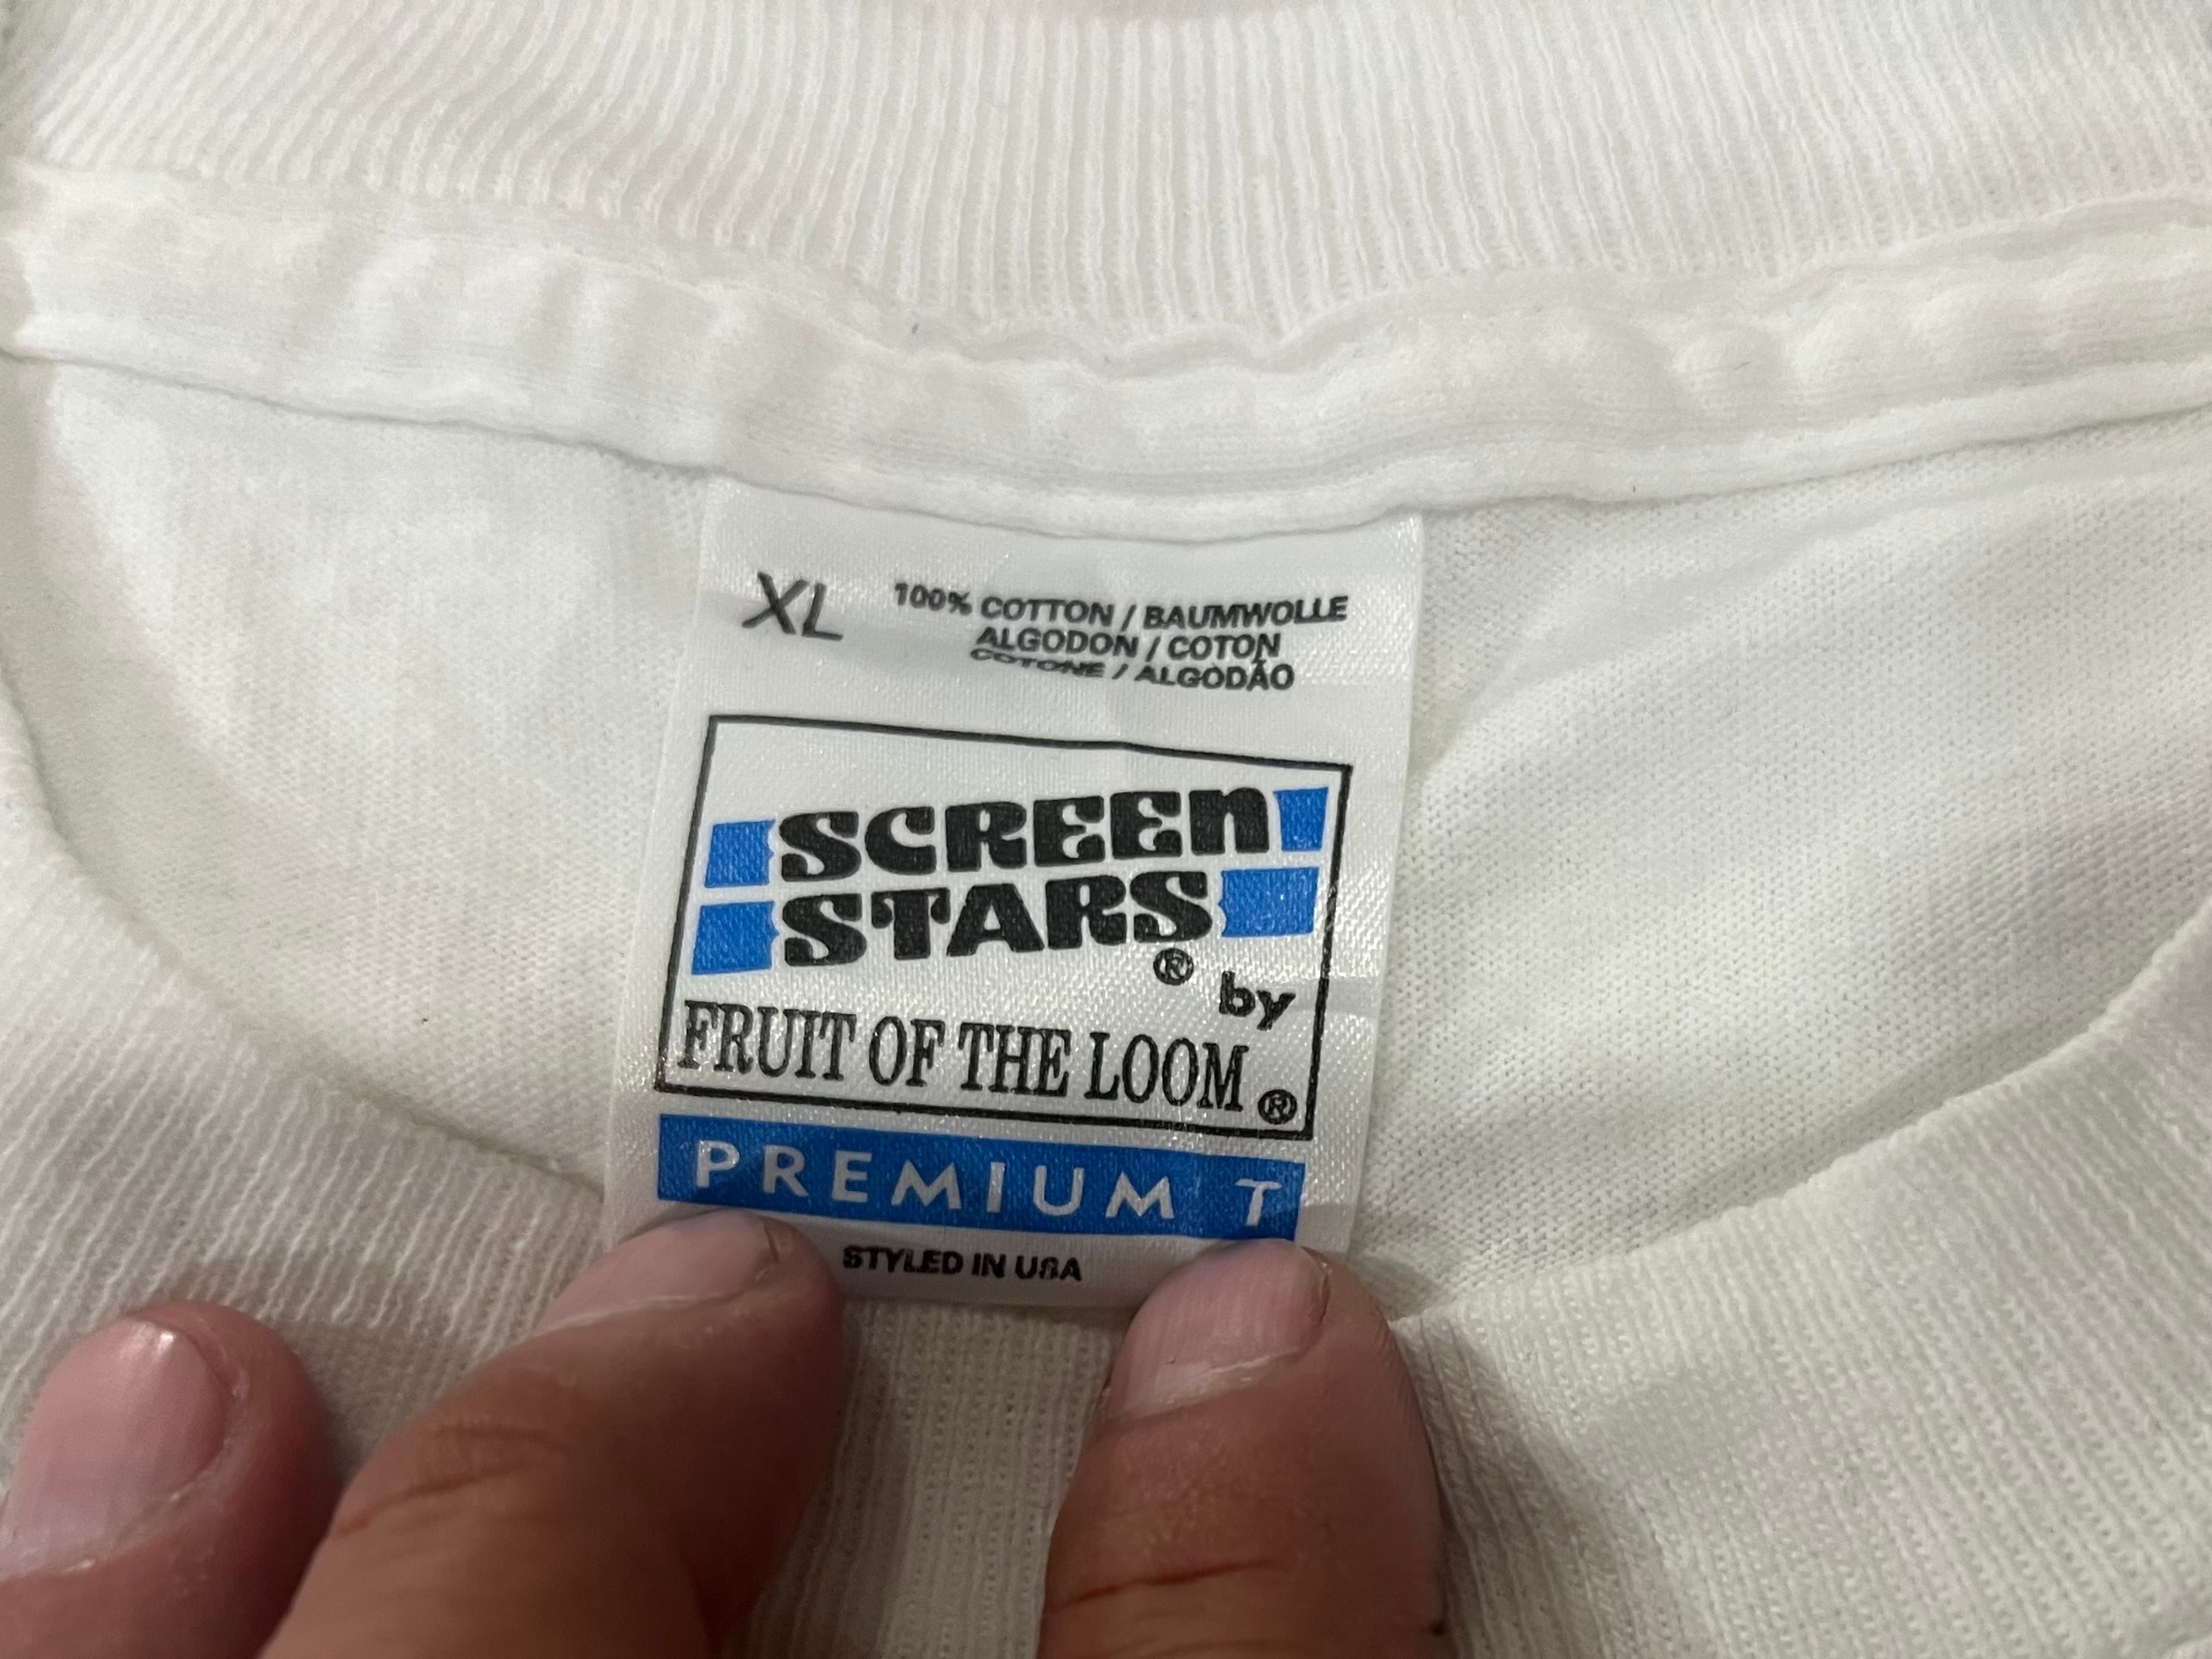 XL
100% COTTON / BAUMWOLLE
ALGODON / COTON
COTONE / ALGODÃO
SCREEn
STARS®
by
FRUIT OF THE LOOM®
PREMIUM T
STYLED IN USA